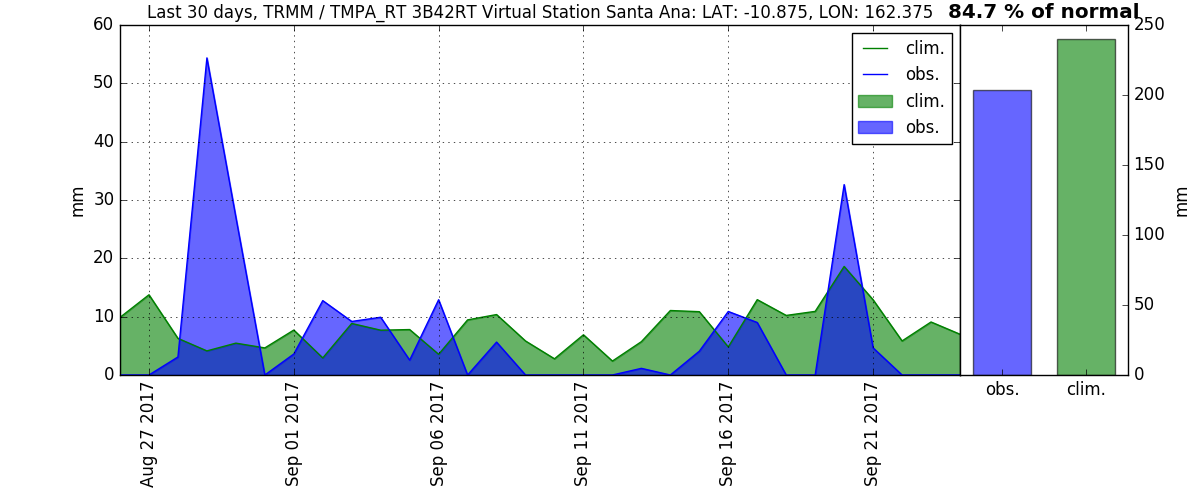 Last 30 days, TRMM / TMPA_RT 3B42RT Virtual Station Santa Ana: LAT: -10.875, LON: 162.375
84.7 % of normal
60
50
40
30
20
10
0
mm
clim.
obs.
clim.
obs.
Aug 27 2017
Sep 01 2017
Sep 06 2017
Sep 11 2017
Sep 16 2017
Sep 21 2017
250
200
150
100
50
0
mm
obs.
clim.